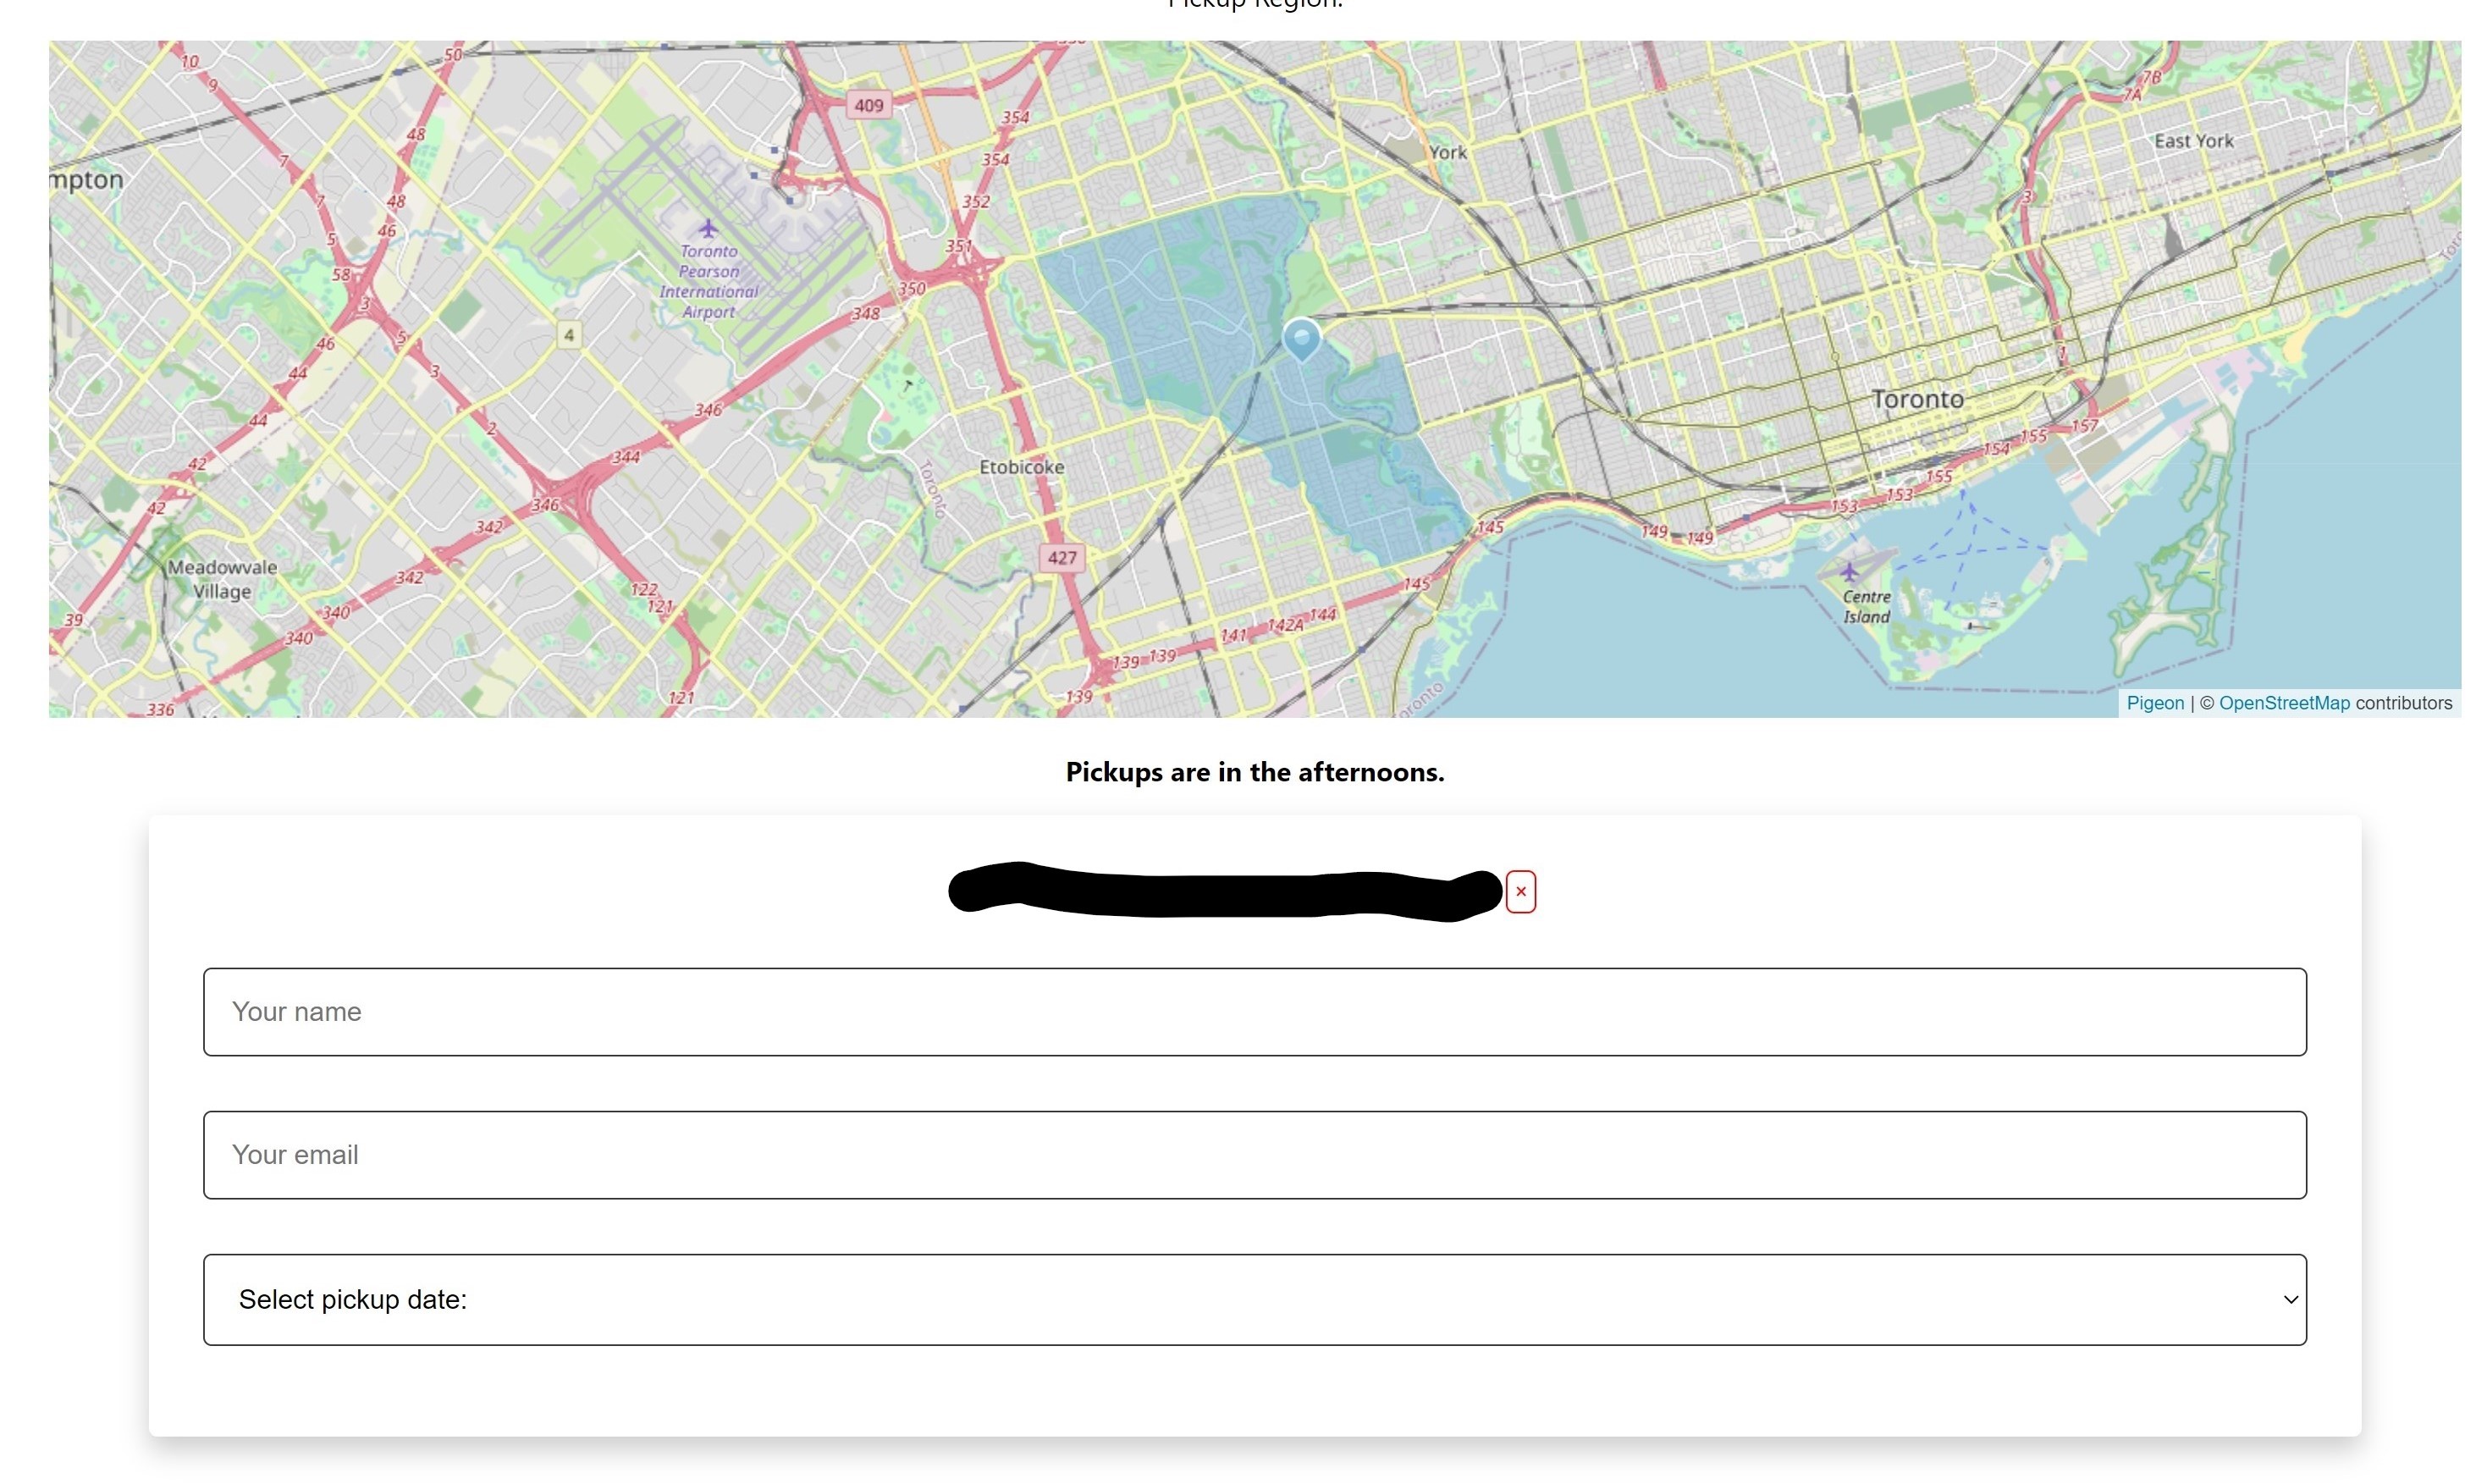 Pickup Region:
50
10
9
409
7B
7A
48
354
East York
York
7
354
mpton
7
48
352
3
46
5
351
Toronto
Pearson
International
Airport
58
350
3
348
4
5
46
1
3
44
Toronto
346
44
2
157
155
344
154
42
Etobicoke
155
Toronto
153
346
153
42
342
145
149
149
427
Meadowvale
Village
342
145
122
Centre
Island
121
340
144
39
142A
141
340
139
139
121
139
Toronto
336
Pigeon | © OpenStreetMap contributors
Pickups are in the afternoons.
×
Your name
Your email
Select pickup date: